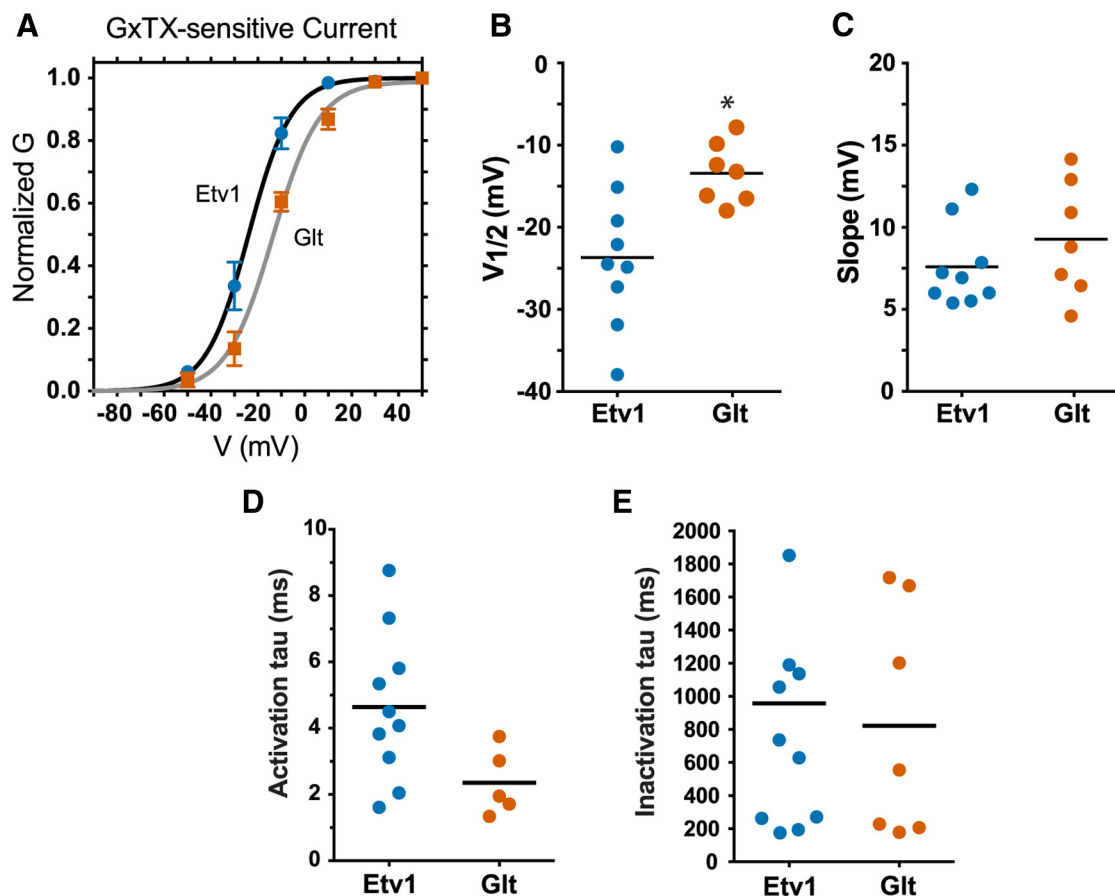 A
GxTX-sensitive Current
Normalized G
1.0
0.8
0.6
0.4
0.2
0.0
Etv1
Glt
-80 -60 -40 -20 0 20 40
V (mV)
B
V1/2 (mV)
0
-10
-20
-30
-40
*
Etv1 Glt
C
Slope (mV)
20
15
10
5
0
Etv1 Glt
D
Activation tau (ms)
10
8
6
4
2
0
Etv1 Glt
E
Inactivation tau (ms)
2000
1800
1600
1400
1200
1000
800
600
400
200
0
Etv1 Glt